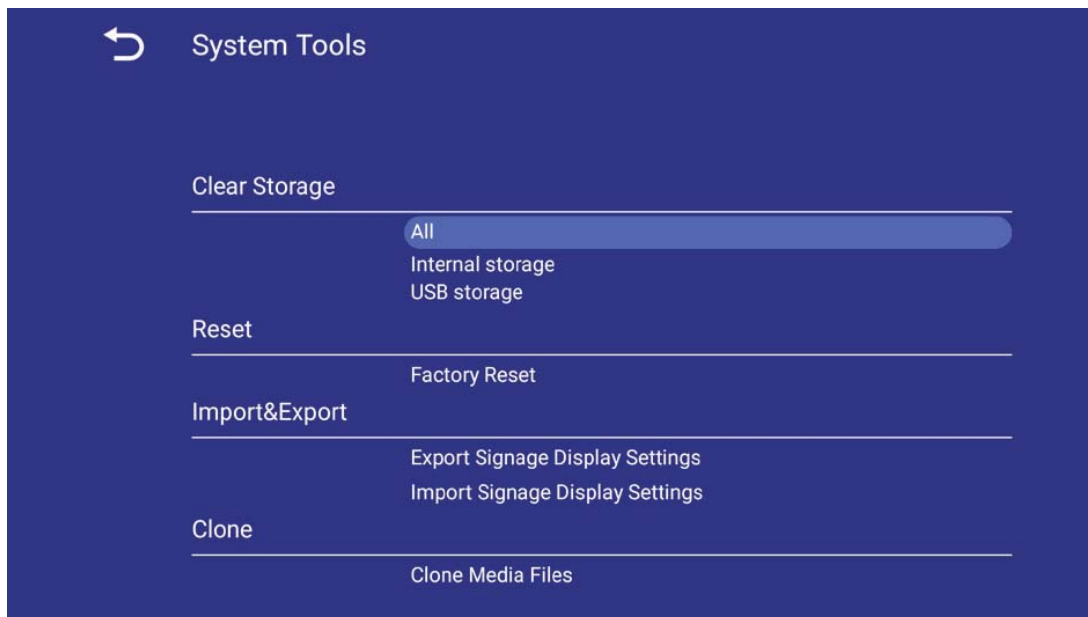 System Tools
Clear Storage
All
Internal storage
USB storage
Reset
Factory Reset
Import&Export
Export Signage Display Settings
Import Signage Display Settings
Clone
Clone Media Files